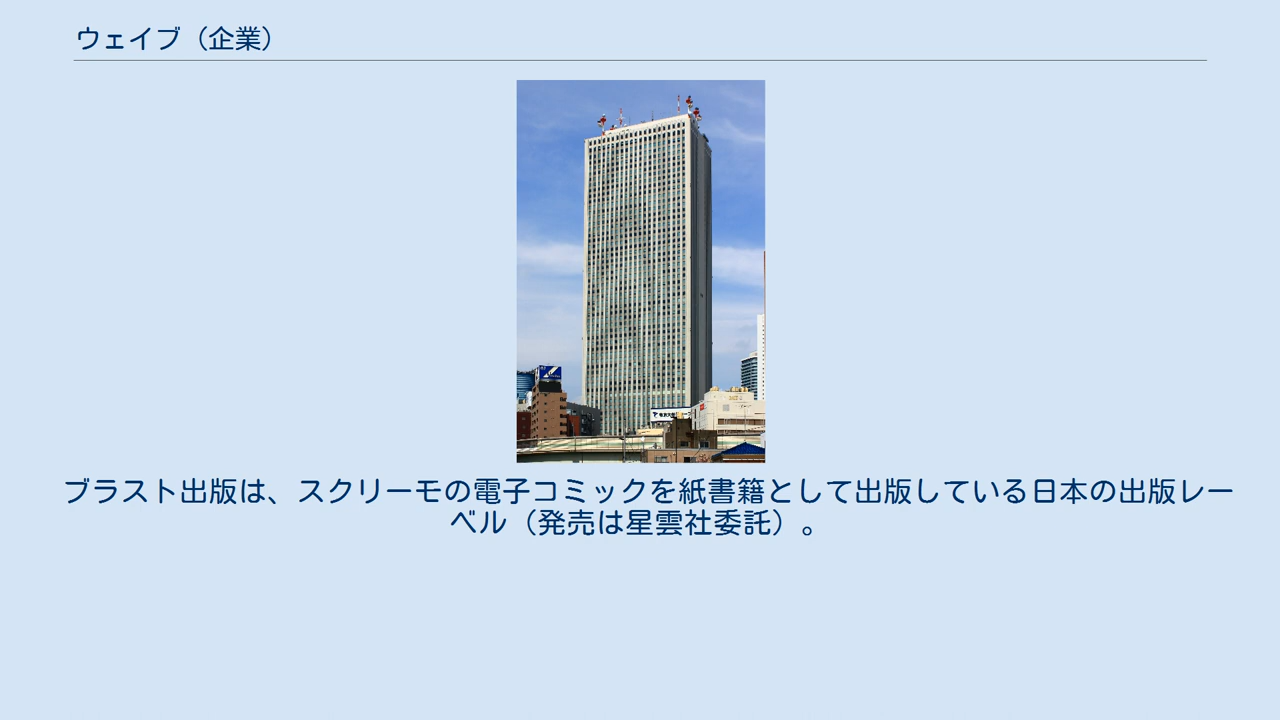 ウェイブ（企業）
ブラスト出版は、スクリーモの電子コミックを紙書籍として出版している日本の出版レー
ベル（発売は星雲社委託）。